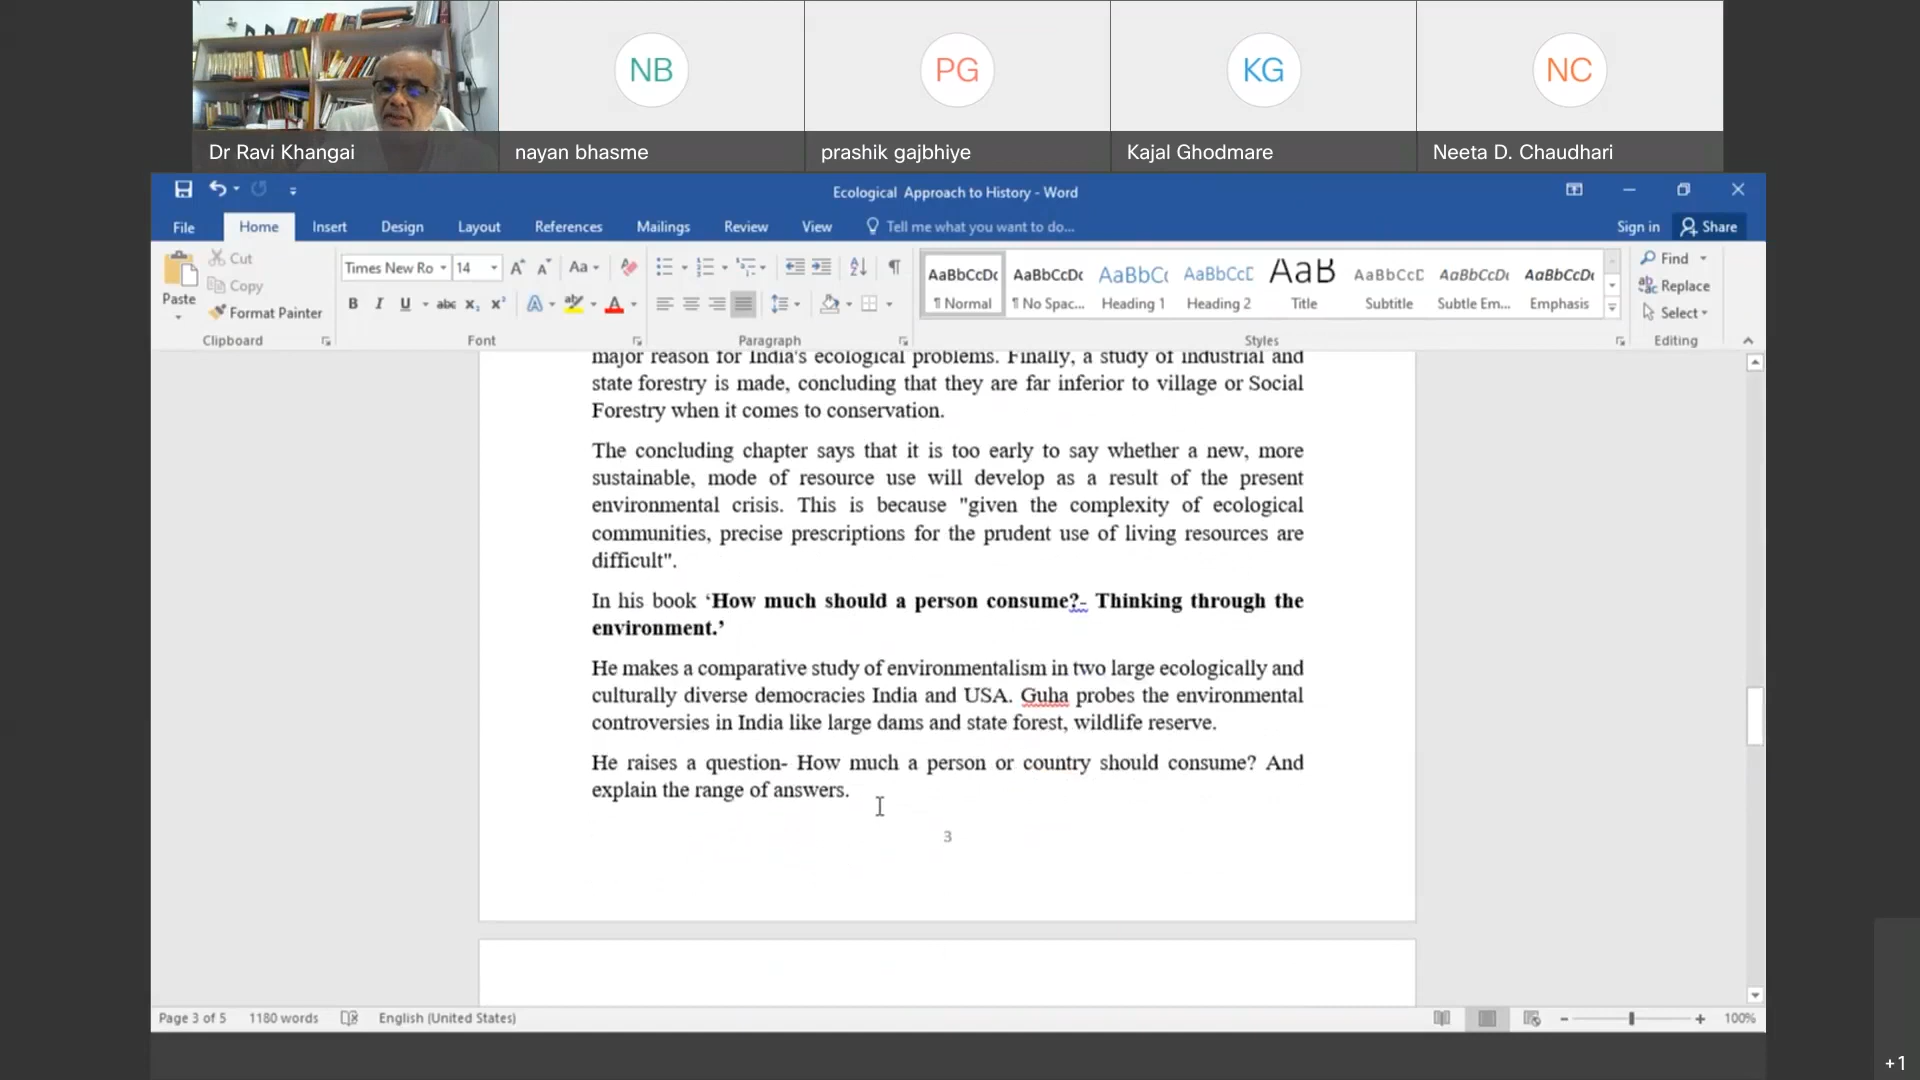 NB
PG
KG
NC
Dr Ravi Khangai
nayan bhasme
prashik gajbhiye
Kajal Ghodmare
Neeta D. Chaudhari
Ecological Approach to History - Word
File Home Insert Design Layout References Mailings Review View Tell me what you want to do... Sign in Share
Paste
Cut
Copy
Format Painter
Clipboard
Times New Ro 14
Font
Paragraph
AaBbCcDc AaBbCcDc AaBbC( AaBbCcD AaB AaBbCcD AaBbCcDc AaBbCcDc
¶ Normal ¶ No Spac... Heading 1 Heading 2 Title Subtitle Subtle Em... Emphasis
Styles
Find
Replace
Select
Editing
major reason for India's ecological problems. Finally, a study of industrial and
state forestry is made, concluding that they are far inferior to village or Social
Forestry when it comes to conservation.
The concluding chapter says that it is too early to say whether a new, more
sustainable, mode of resource use will develop as a result of the present
environmental crisis. This is because "given the complexity of ecological
communities, precise prescriptions for the prudent use of living resources are
difficult".
In his book ‘How much should a person consume?- Thinking through the
environment.’
He makes a comparative study of environmentalism in two large ecologically and
culturally diverse democracies India and USA. Guha probes the environmental
controversies in India like large dams and state forest, wildlife reserve.
He raises a question- How much a person or country should consume? And
explain the range of answers.
3
Page 3 of 5 1180 words English (United States) 100%
+1